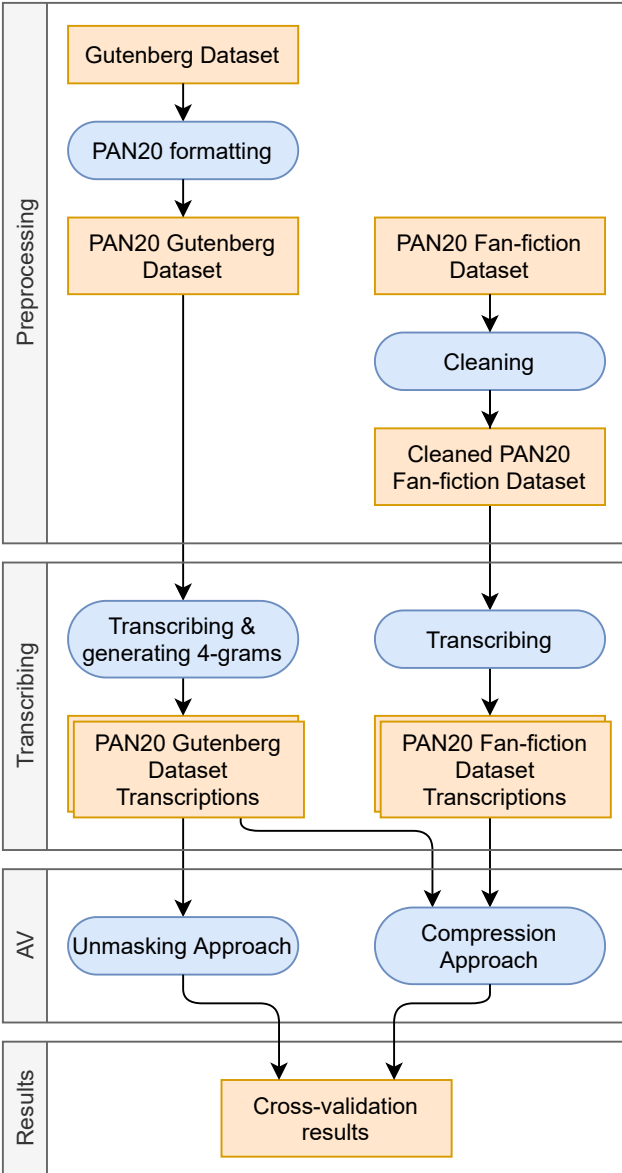 Preprocessing
Gutenberg Dataset
PAN20 formatting
PAN20 Gutenberg
Dataset
PAN20 Fan-fiction
Dataset
Cleaning
Cleaned PAN20
Fan-fiction Dataset
Transcribing
Transcribing &
generating 4-grams
Transcribing
PAN20 Gutenberg
Dataset
Transcriptions
PAN20 Fan-fiction
Dataset
Transcriptions
AV
Unmasking Approach
Compression
Approach
Results
Cross-validation
results